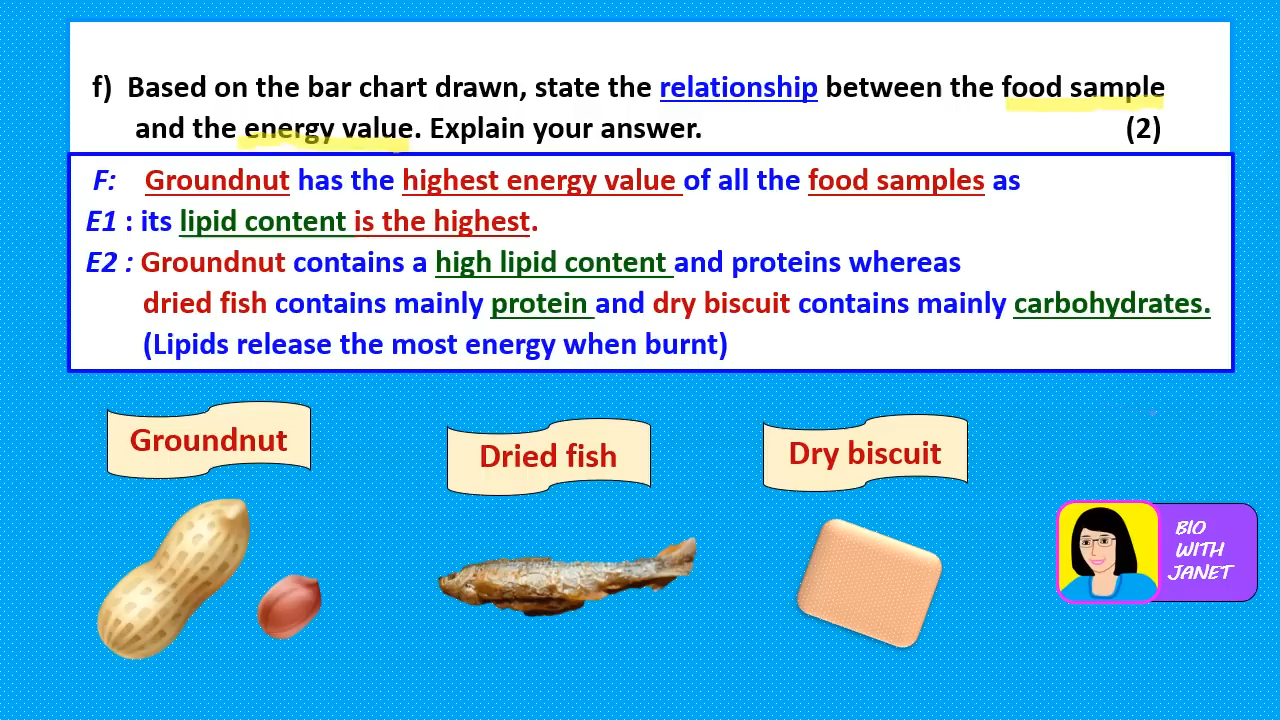 f) Based on the bar chart drawn, state the relationship between the food sample
and the energy value. Explain your answer. (2)
F: Groundnut has the highest energy value of all the food samples as
E1 : its lipid content is the highest.
E2 : Groundnut contains a high lipid content and proteins whereas
dried fish contains mainly protein and dry biscuit contains mainly carbohydrates.
(Lipids release the most energy when burnt)
Groundnut
Dried fish
Dry biscuit
BIO
WITH
JANET